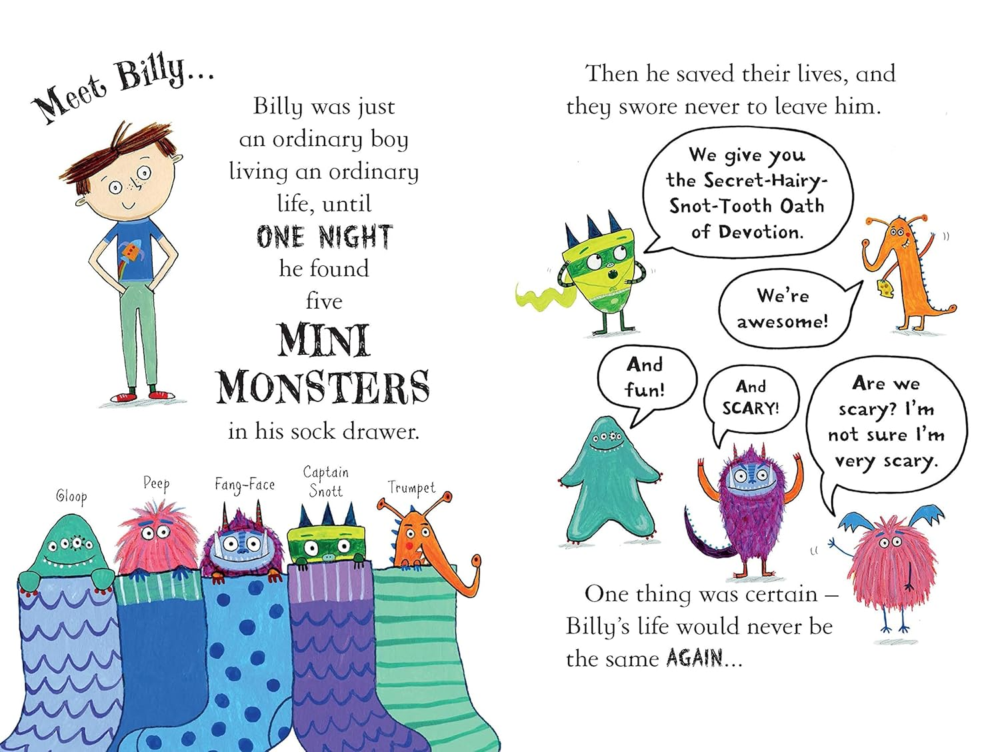 Meet Billy...
Billy was just
an ordinary boy
living an ordinary
life, until
ONE NIGHT
he found
five
MINI
MONSTERS
in his sock drawer.
Gloop
Peep
Fang-Face
Captain
Snott
Trumpet
Then he saved their lives, and
they swore never to leave him.
We give you
the Secret-Hairy-
Snot-Tooth Oath
of Devotion.
We're
awesome!
And
fun!
And
SCARY!
Are we
scary? I'm
not sure I'm
very scary.
One thing was certain –
Billy's life would never be
the same AGAIN...